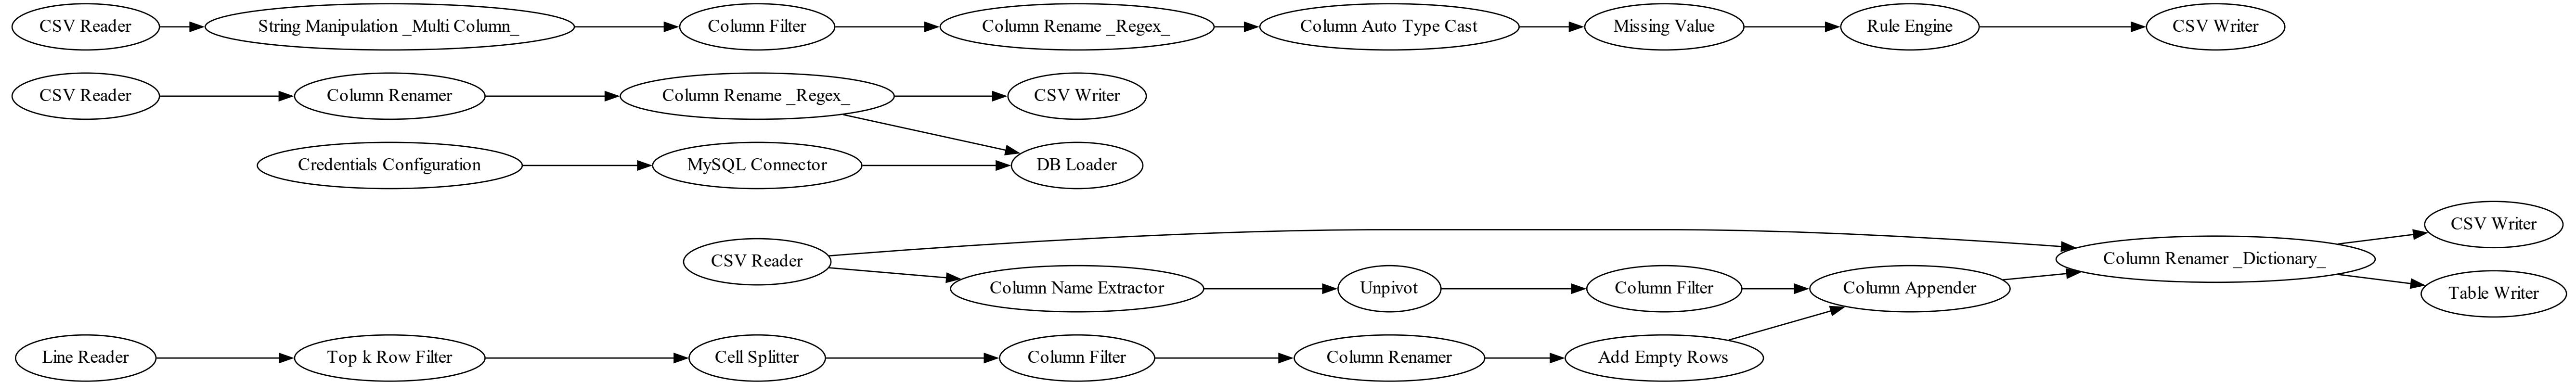 CSV Reader
String Manipulation _Multi Column_
Column Filter
Column Rename _Regex_
Column Auto Type Cast
Missing Value
Rule Engine
CSV Writer
CSV Reader
Column Renamer
Column Rename _Regex_
CSV Writer
Credentials Configuration
MySQL Connector
DB Loader
CSV Reader
Column Name Extractor
Unpivot
Column Filter
Column Appender
Column Renamer _Dictionary_
CSV Writer
Table Writer
Line Reader
Top k Row Filter
Cell Splitter
Column Filter
Column Renamer
Add Empty Rows